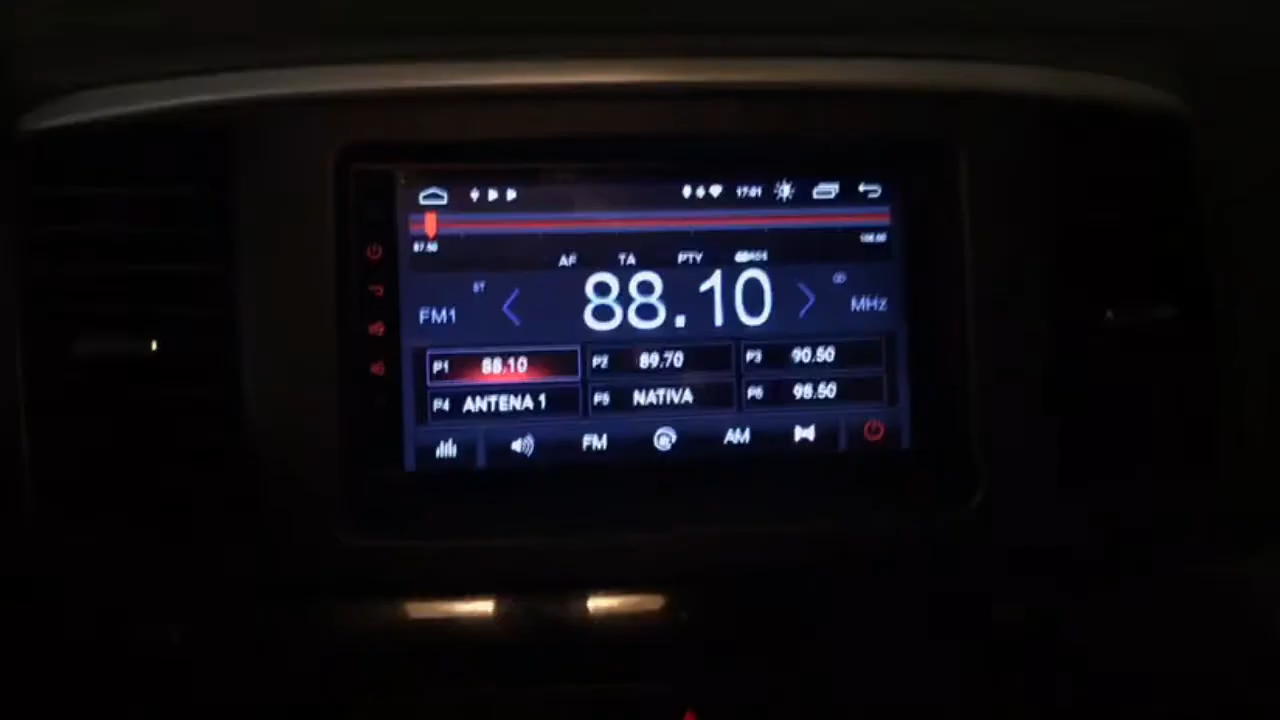 17:01
87.50 108.00
AF TA PTY
FM1 ST 88.10 MHz
P1 88.10 P2 89.70 P3 90.50
P4 ANTENA 1 P5 NATIVA P6 98.50
FM AM